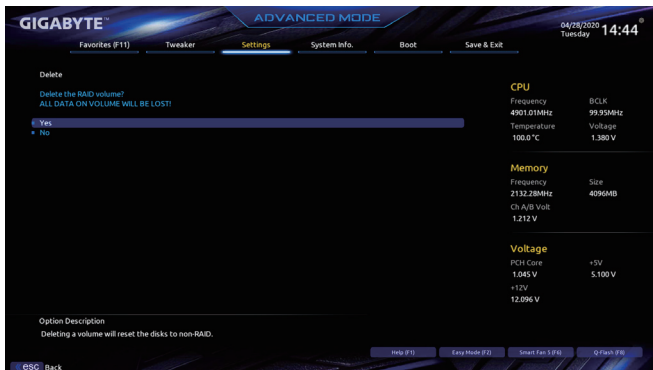 GIGABYTE™
ADVANCED MODE
04/28/2020
Tuesday
14:44
Favorites (F11) Tweaker Settings System Info. Boot Save & Exit
Delete
Delete the RAID volume?
ALL DATA ON VOLUME WILL BE LOST!
Yes
No
CPU
Frequency BCLK
4901.01MHz 99.95MHz
Temperature Voltage
100.0 °C 1.380 V
Memory
Frequency Size
2132.28MHz 4096MB
Ch A/B Volt
1.212 V
Voltage
PCH Core +5V
1.045 V 5.100 V
+12V
12.096 V
Option Description
Deleting a volume will reset the disks to non-RAID.
Help (F1) Easy Mode (F2) Smart Fan 5 (F6) Q-Flash (F8)
esc Back